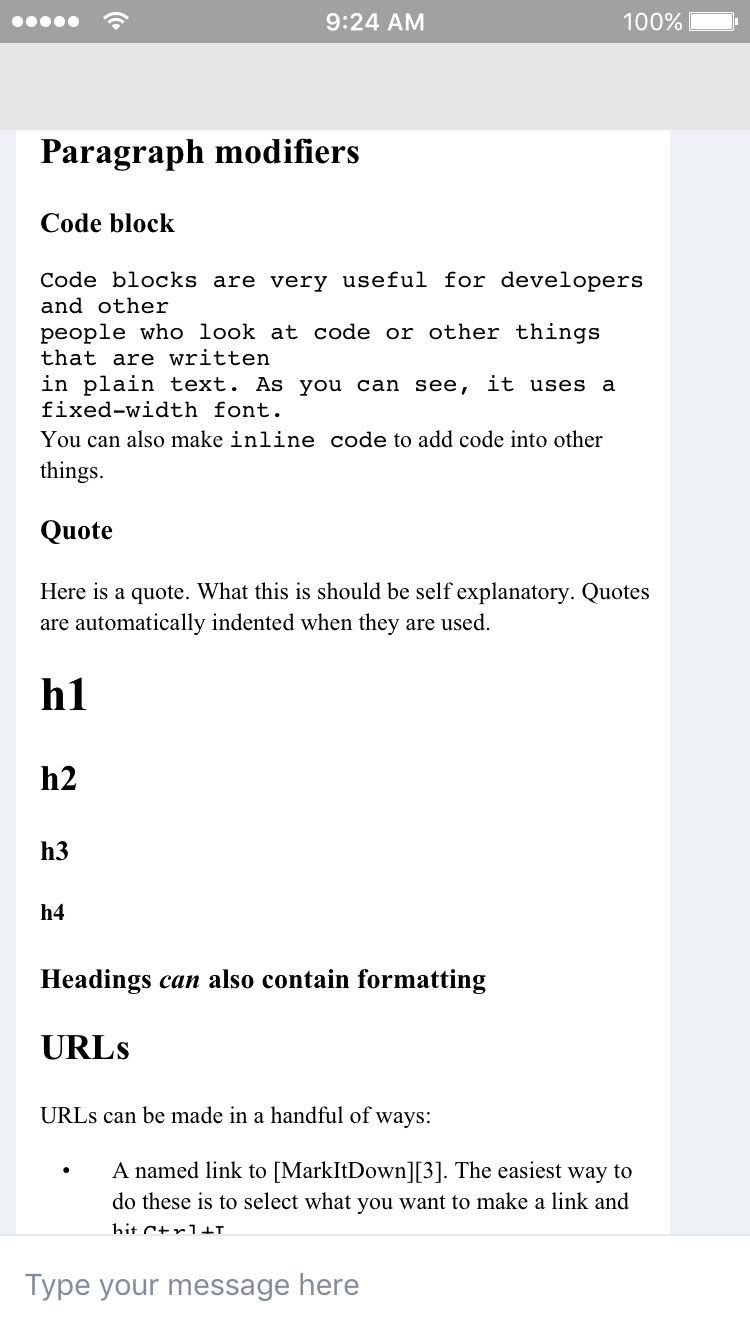 9:24 AM
100%
Paragraph modifiers
Code block
Code blocks are very useful for developers
and other
people who look at code or other things
that are written
in plain text. As you can see, it uses a
fixed-width font.
You can also make inline code to add code into other
things.
Quote
Here is a quote. What this is should be self explanatory. Quotes
are automatically indented when they are used.
h1
h2
h3
h4
Headings can also contain formatting
URLs
URLs can be made in a handful of ways:
• A named link to [MarkItDown][3]. The easiest way to
do these is to select what you want to make a link and
hit
Type your message here